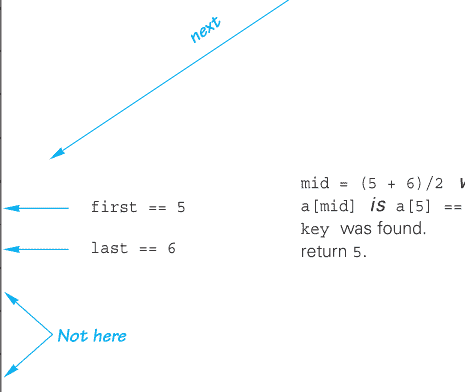 next
first == 5
last == 6
Not here
mid = (5 + 6)/2
a[mid] is a[5] ==
key was found.
return 5.